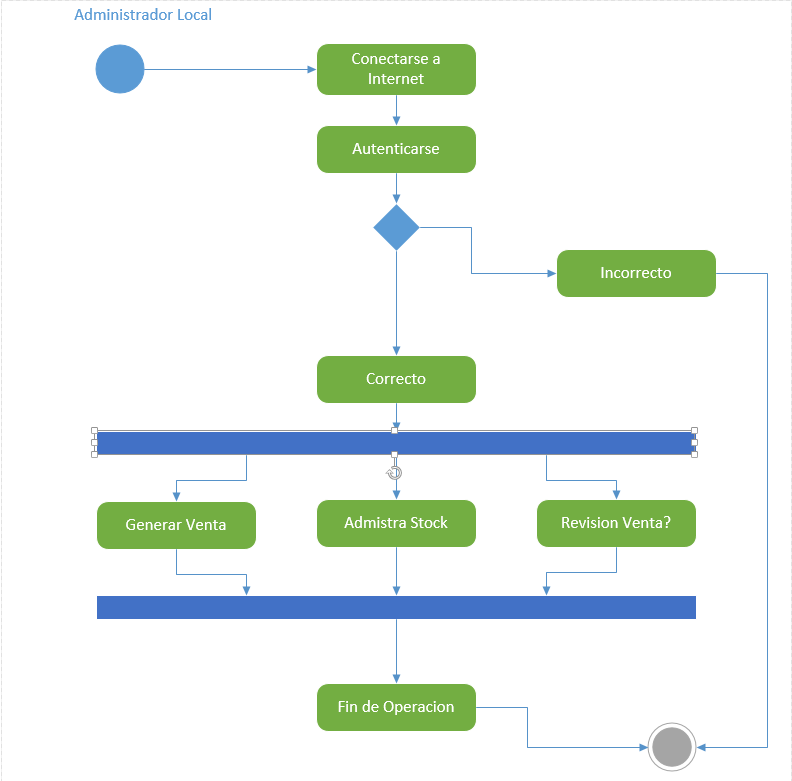 Administrador Local
Conectarse a
Internet
Autenticarse
Incorrecto
Correcto
Generar Venta
Admistra Stock
Revision Venta?
Fin de Operacion